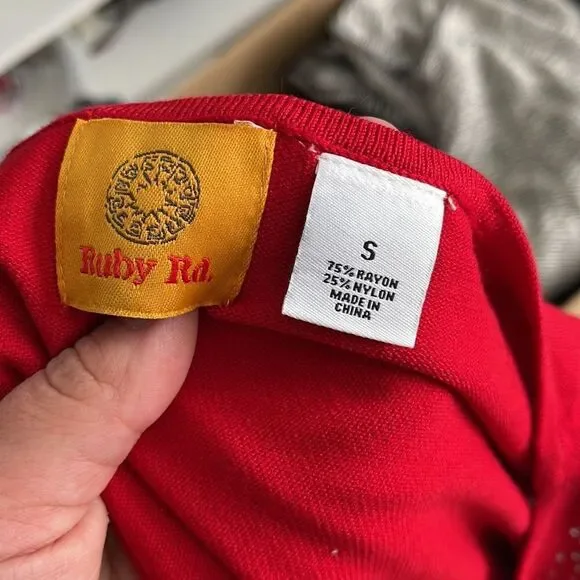 Ruby Rd.
S
75% RAYON
25% NYLON
MADE IN
CHINA